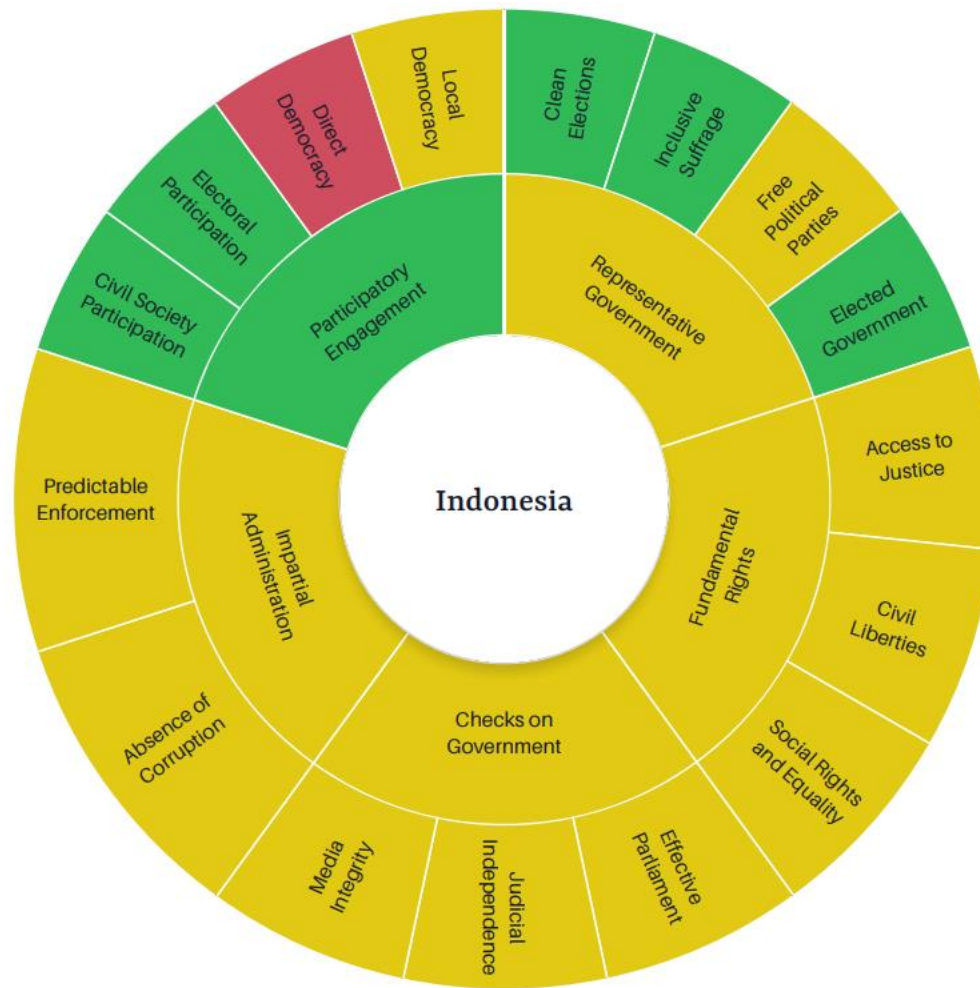 Local
Democracy
Clean
Elections
Inclusive
Suffrage
Free
Political
Parties
Elected
Government
Direct
Democracy
Electoral
Participation
Civil Society
Participation
Participatory
Engagement
Representative
Government
Access to
Justice
Civil
Liberties
Social Rights
and Equality
Fundamental
Rights
Indonesia
Predictable
Enforcement
Impartial
Administration
Absence of
Corruption
Checks on
Government
Media
Integrity
Judicial
Independence
Effective
Parliament